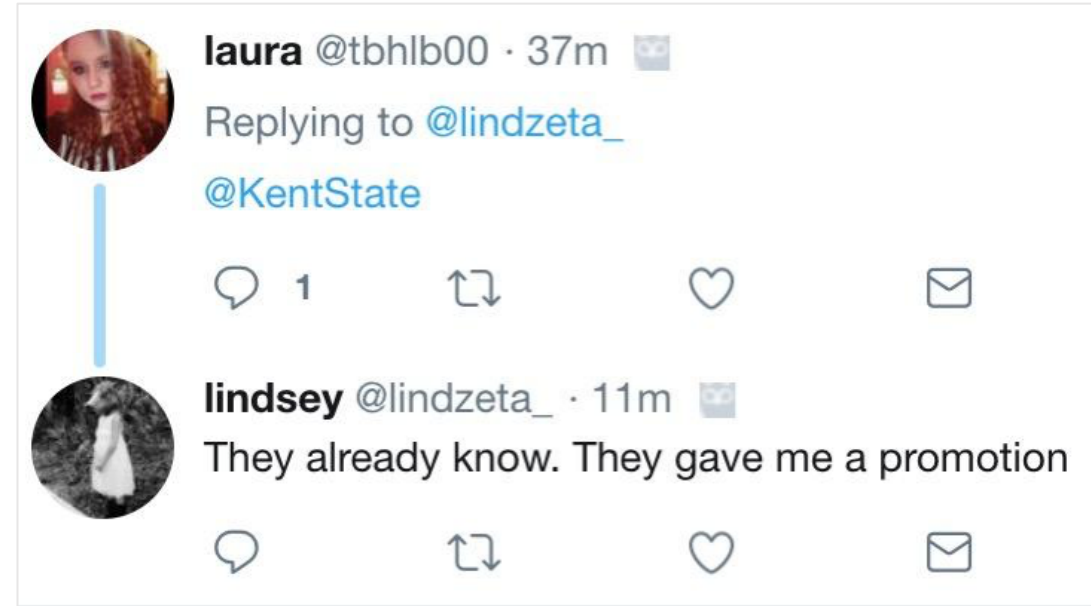 laura @tbhlb00 · 37m
Replying to @lindzeta_
@KentState
1
lindsey @lindzeta_ · 11m
They already know. They gave me a promotion